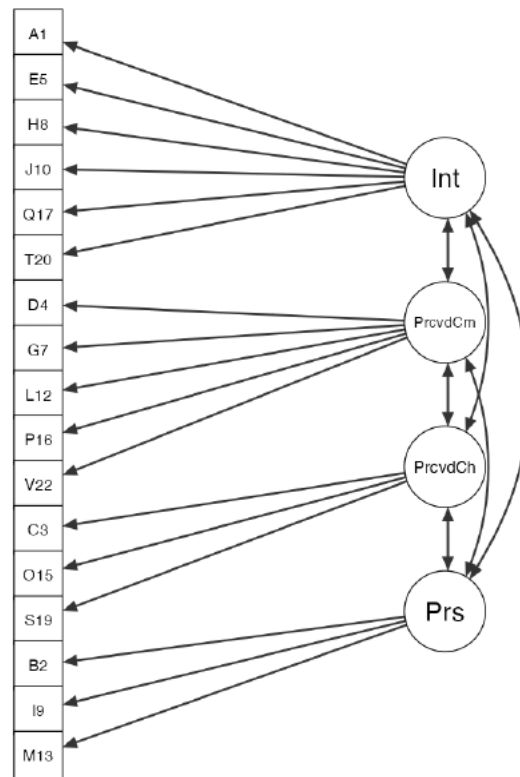 A1
E5
H8
J10
Q17
T20
D4
G7
L12
P16
V22
C3
O15
S19
B2
I9
M13
Int
PrcvdCm
PrcvdCh
Prs